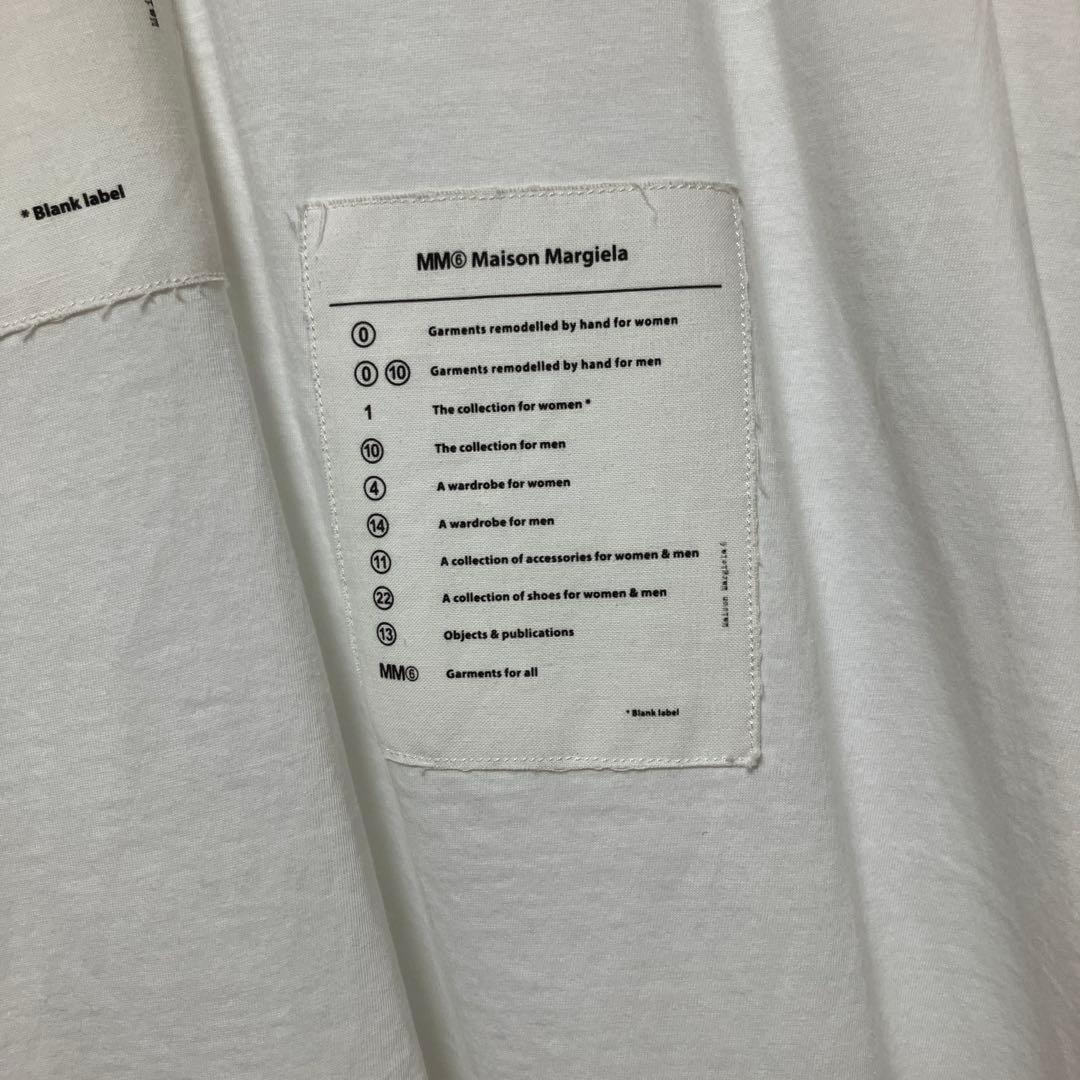 * Blank label
MM⑥ Maison Margiela
⓪ Garments remodelled by hand for women
⓪ ⑩ Garments remodelled by hand for men
1 The collection for women *
⑩ The collection for men
④ A wardrobe for women
⑭ A wardrobe for men
⑪ A collection of accessories for women & men
㉒ A collection of shoes for women & men
⑬ Objects & publications
MM⑥ Garments for all
* Blank label
Maison Margiela 6